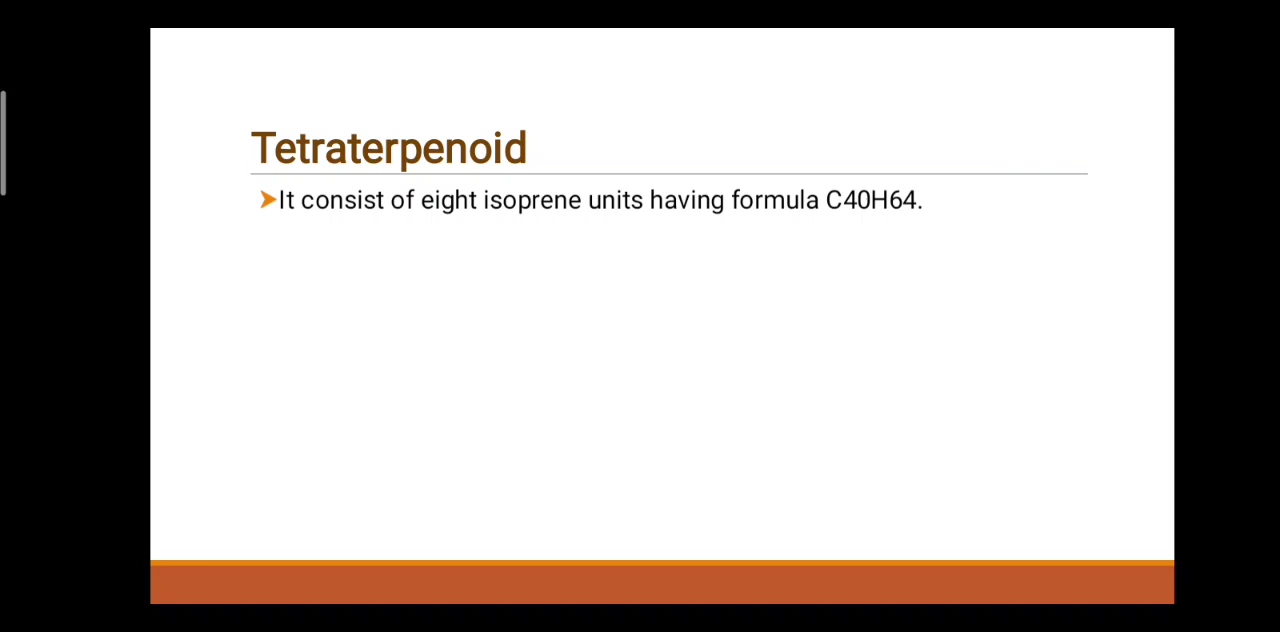 Tetraterpenoid
➤It consist of eight isoprene units having formula C40H64.